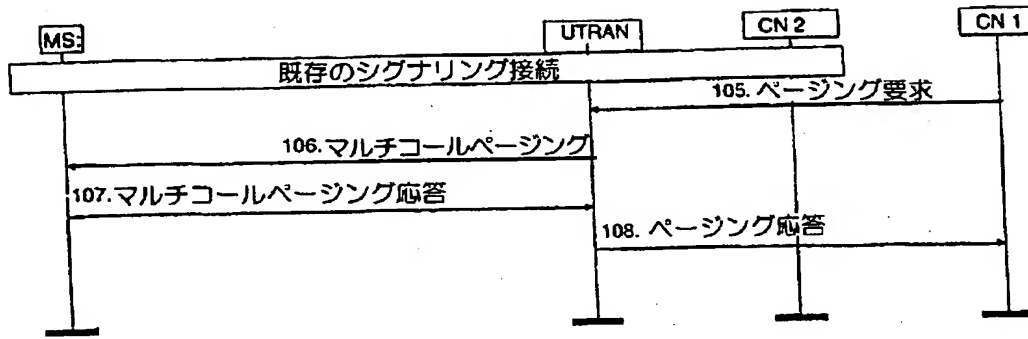 MS:
UTRAN
CN 2
CN 1
既存のシグナリング接続
105. ページング要求
106.マルチコールページング
107.マルチコールページング応答
108. ページング応答